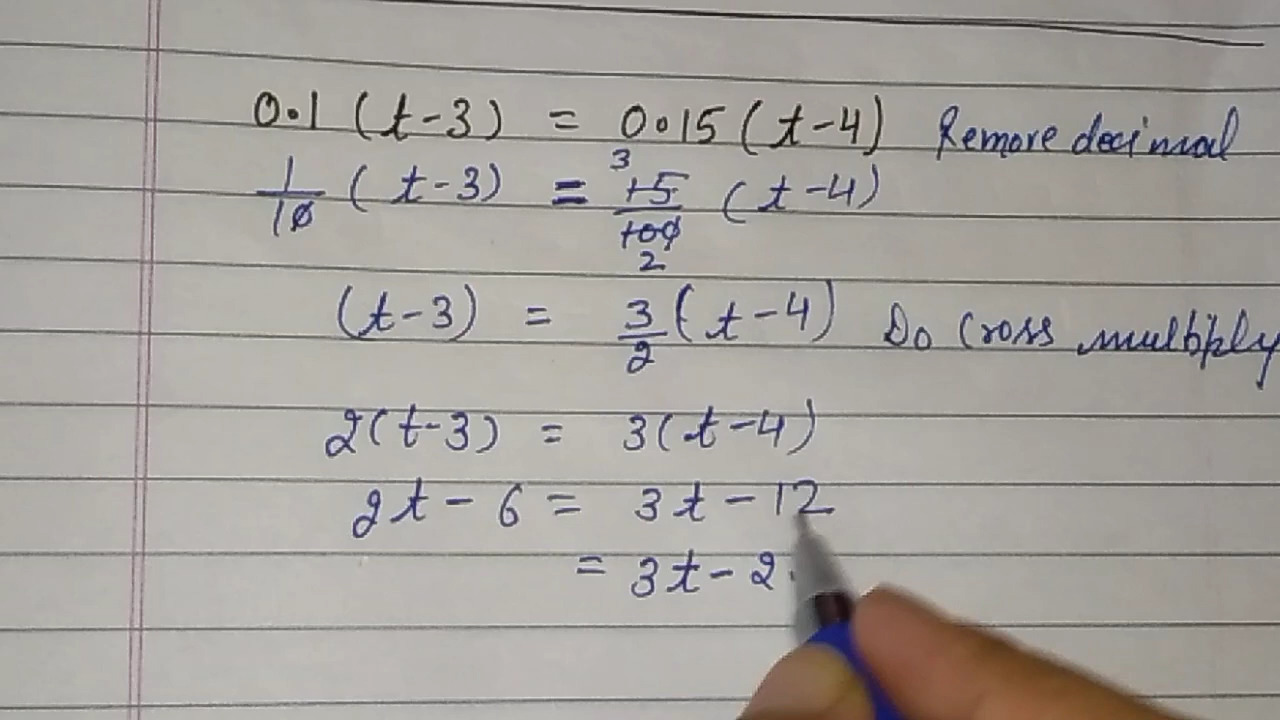 0.1 (t-3) = 0.15 (t-4) Remove decimal
1/10 (t-3) = 3 15/100 2 (t-4)
(t-3) = 3/2 (t-4) Do Cross multiply
2(t-3) = 3(t-4)
2t - 6 = 3t - 12
= 3t - 2